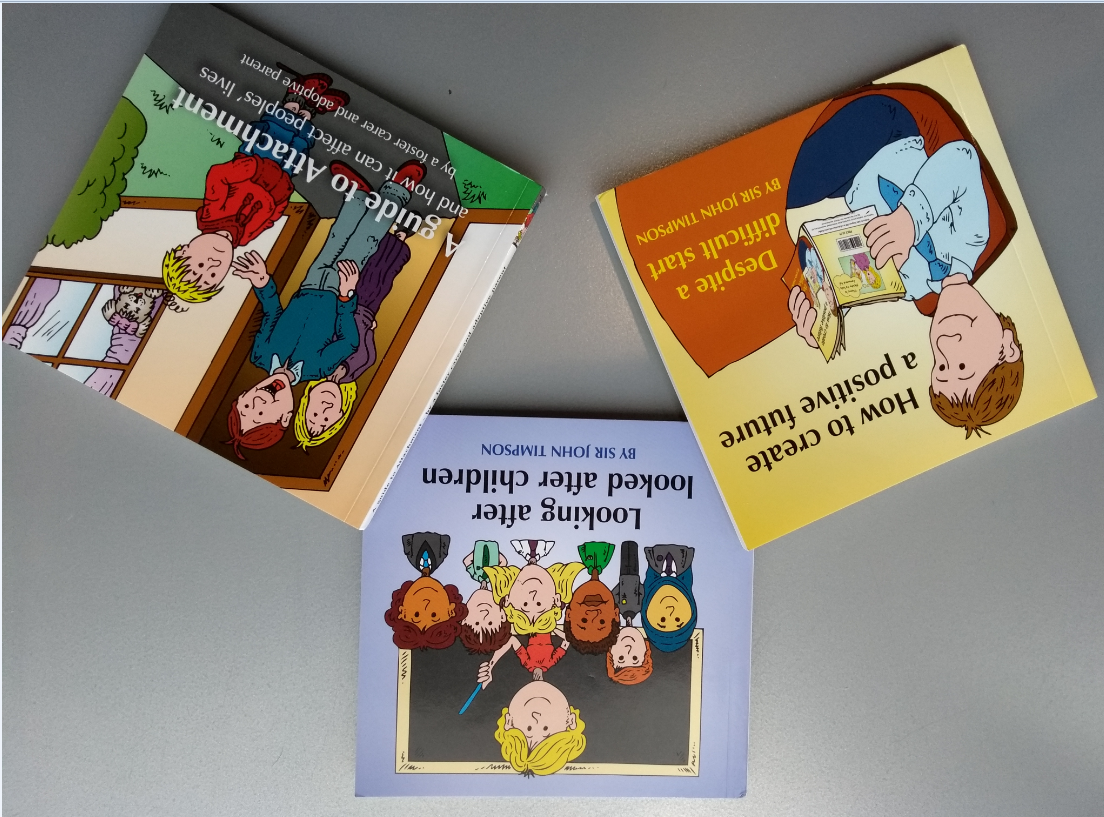 Looking after
looked after children
BY SIR JOHN TIMPSON
How to create
a positive future
Despite a
difficult start
BY SIR JOHN TIMPSON
A guide to Attachment
and how it can affect peoples' lives
by a foster carer and adoptive parent